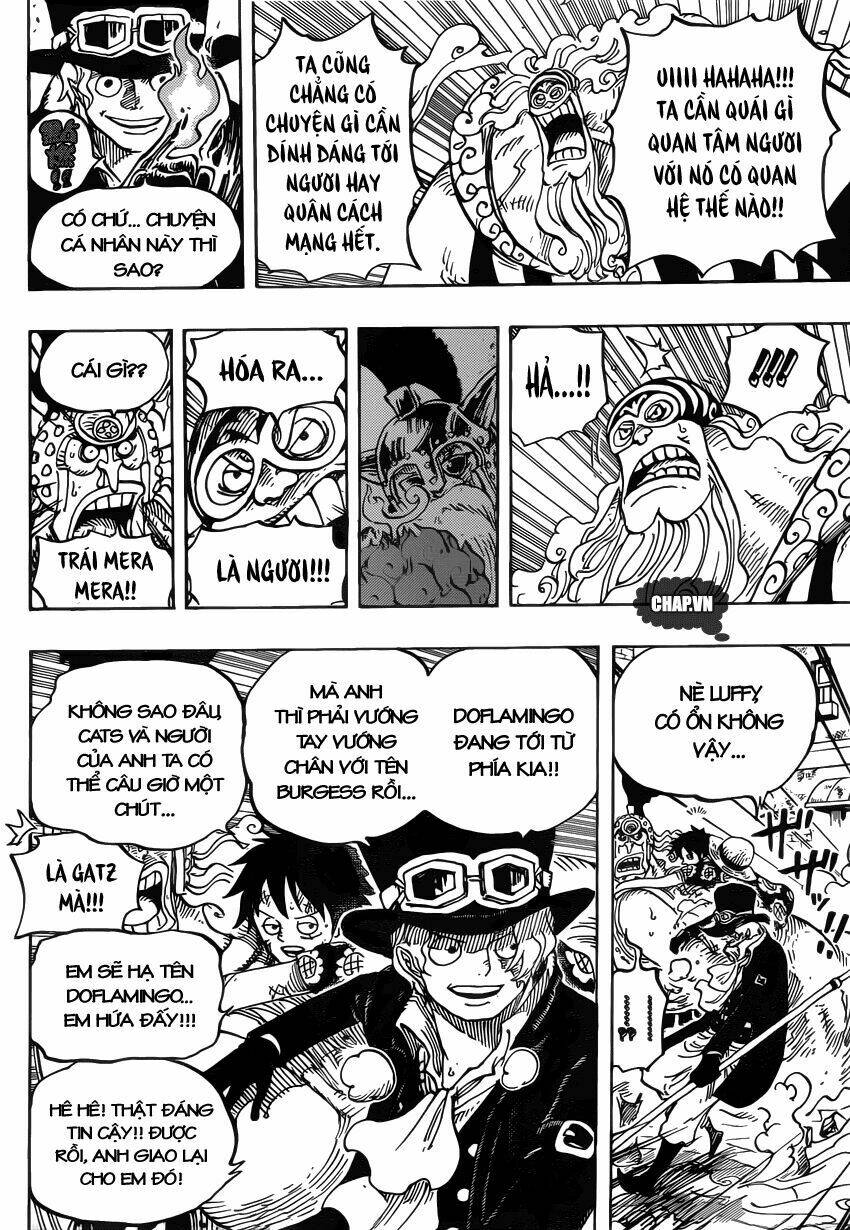 UIIII HAHAHA!!!
TA CẦN QUÁI GÌ
QUAN TÂM NGƯƠI
VỚI NÓ CÓ QUAN
HỆ THẾ NÀO!!
TA CŨNG
CHẲNG CÓ
CHUYỆN GÌ CẦN
DÍNH DÁNG TỚI
NGƯƠI HAY
QUÂN CÁCH
MẠNG HẾT.
CÓ CHỨ... CHUYỆN
CÁ NHÂN NÀY THÌ
SAO?
!!!
HẢ...!!
HÓA RA...
LÀ NGƯƠI!!!
CÁI GÌ??
TRÁI MERA
MERA!!
CHAP.VN
NÈ LUFFY,
CÓ ỔN KHÔNG
VẬY...
DOFLAMINGO
ĐANG TỚI TỪ
PHÍA KIA!!
MÀ ANH
THÌ PHẢI VƯỚNG
TAY VƯỚNG
CHÂN VỚI TÊN
BURGESS RỒI...
KHÔNG SAO ĐÂU,
CATS VÀ NGƯỜI
CỦA ANH TA CÓ
THỂ CÂU GIỜ MỘT
CHÚT...
LÀ GATZ
MÀ!!!
EM SẼ HẠ TÊN
DOFLAMINGO...
EM HỨA ĐẤY!!!
HÊ HÊ! THẬT ĐÁNG
TIN CẬY!! ĐƯỢC
RỒI, ANH GIAO LẠI
CHO EM ĐÓ!